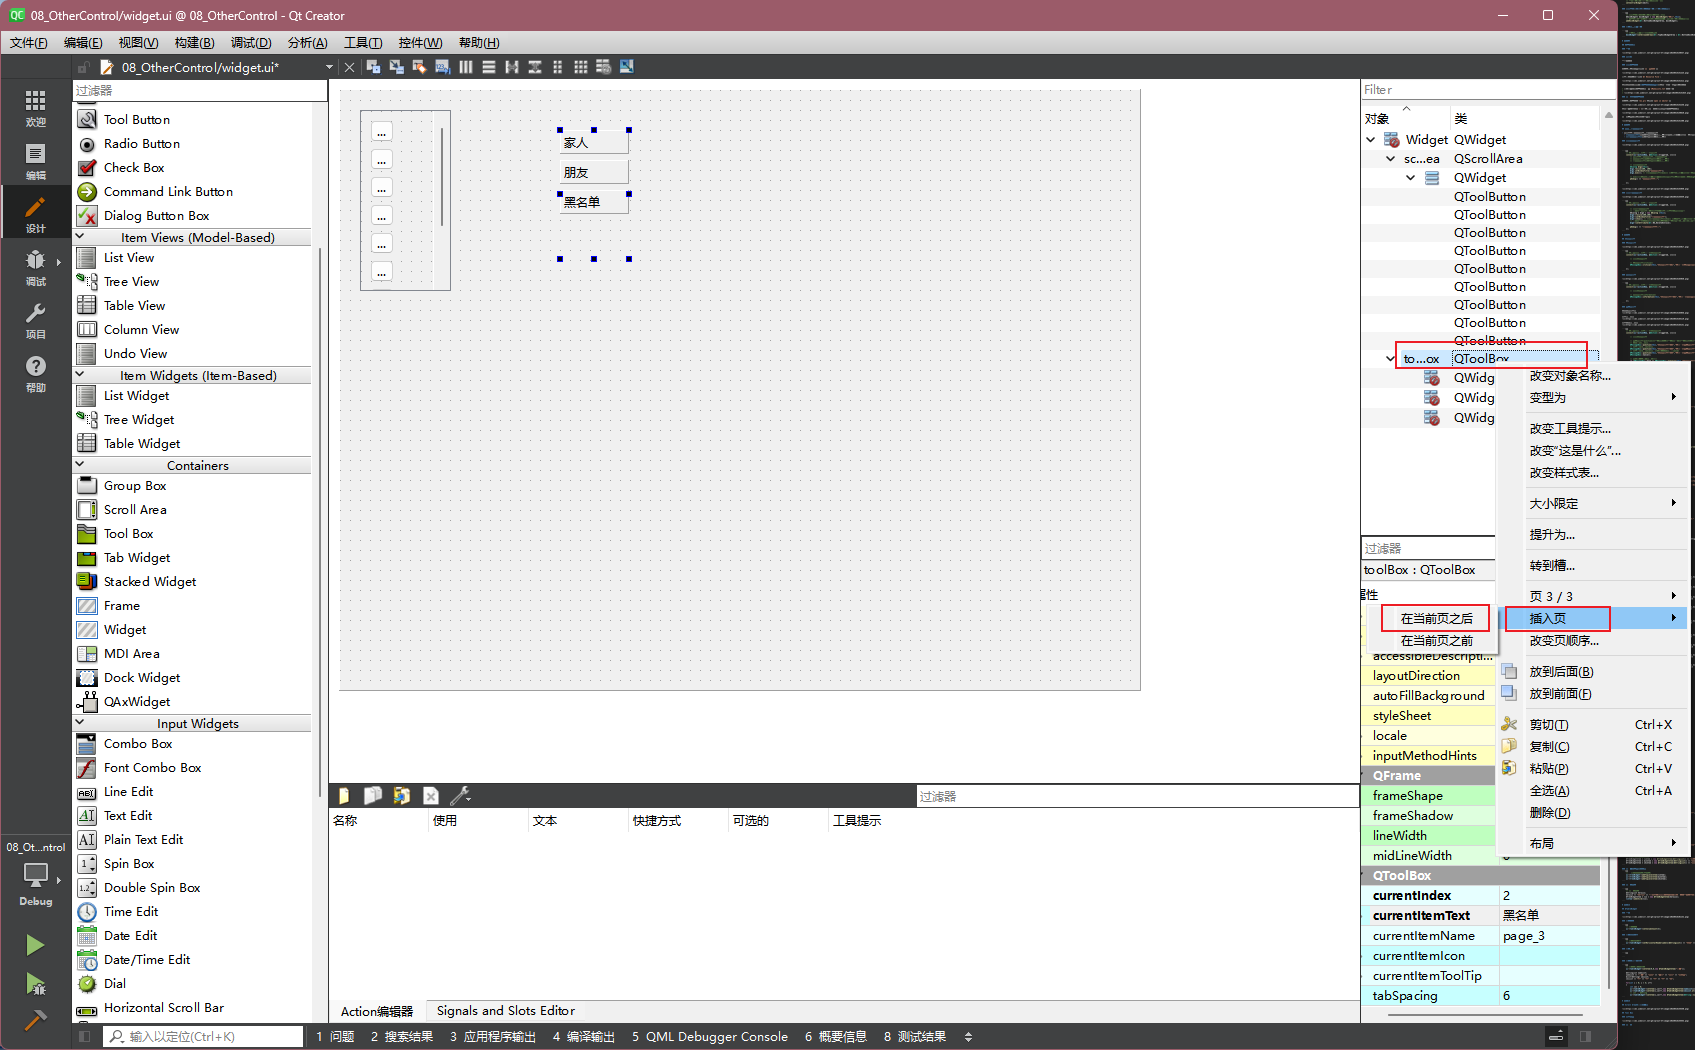 08_OtherControl/widget.ui @ 08_OtherControl - Qt Creator
文件(F) 编辑(E) 视图(V) 构建(B) 调试(D) 分析(A) 工具(T) 控件(W) 帮助(H)
08_OtherControl/widget.ui*
欢迎
编辑
设计
调试
项目
帮助
08_Ot...ntrol
Debug
过滤器
Tool Button
Radio Button
Check Box
Command Link Button
Dialog Button Box
Item Views (Model-Based)
List View
Tree View
Table View
Column View
Undo View
Item Widgets (Item-Based)
List Widget
Tree Widget
Table Widget
Containers
Group Box
Scroll Area
Tool Box
Tab Widget
Stacked Widget
Frame
Widget
MDI Area
Dock Widget
QAxWidget
Input Widgets
Combo Box
Font Combo Box
Line Edit
Text Edit
Plain Text Edit
Spin Box
Double Spin Box
Time Edit
Date Edit
Date/Time Edit
Dial
Horizontal Scroll Bar
...
...
...
...
...
...
家人
朋友
黑名单
过滤器
名称 使用 文本 快捷方式 可选的 工具提示
Action编辑器 Signals and Slots Editor
Filter
对象 类
Widget QWidget
sc...ea QScrollArea
QWidget
QToolButton
QToolButton
QToolButton
QToolButton
QToolButton
QToolButton
QToolButton
QToolButton
QToolButton
to...ox QToolBox
QWidg
QWidg
QWidg
改变对象名称...
变型为
改变工具提示...
改变“这是什么”...
改变样式表...
大小限定
提升为...
转到槽...
页 3 / 3
插入页
改变页顺序...
放到后面(B)
放到前面(F)
剪切(T) Ctrl+X
复制(C) Ctrl+C
粘贴(P) Ctrl+V
全选(A) Ctrl+A
删除(D)
布局
在当前页之后
在当前页之前
过滤器
toolBox : QToolBox
属性
accessibleDescripti...
layoutDirection
autoFillBackground
styleSheet
locale
inputMethodHints
QFrame
frameShape
frameShadow
lineWidth
midLineWidth
QToolBox
currentIndex 2
currentItemText 黑名单
currentItemName page_3
currentItemIcon
currentItemToolTip
tabSpacing 6
输入以定位(Ctrl+K)
1 问题 2 搜索结果 3 应用程序输出 4 编译输出 5 QML Debugger Console 6 概要信息 8 测试结果